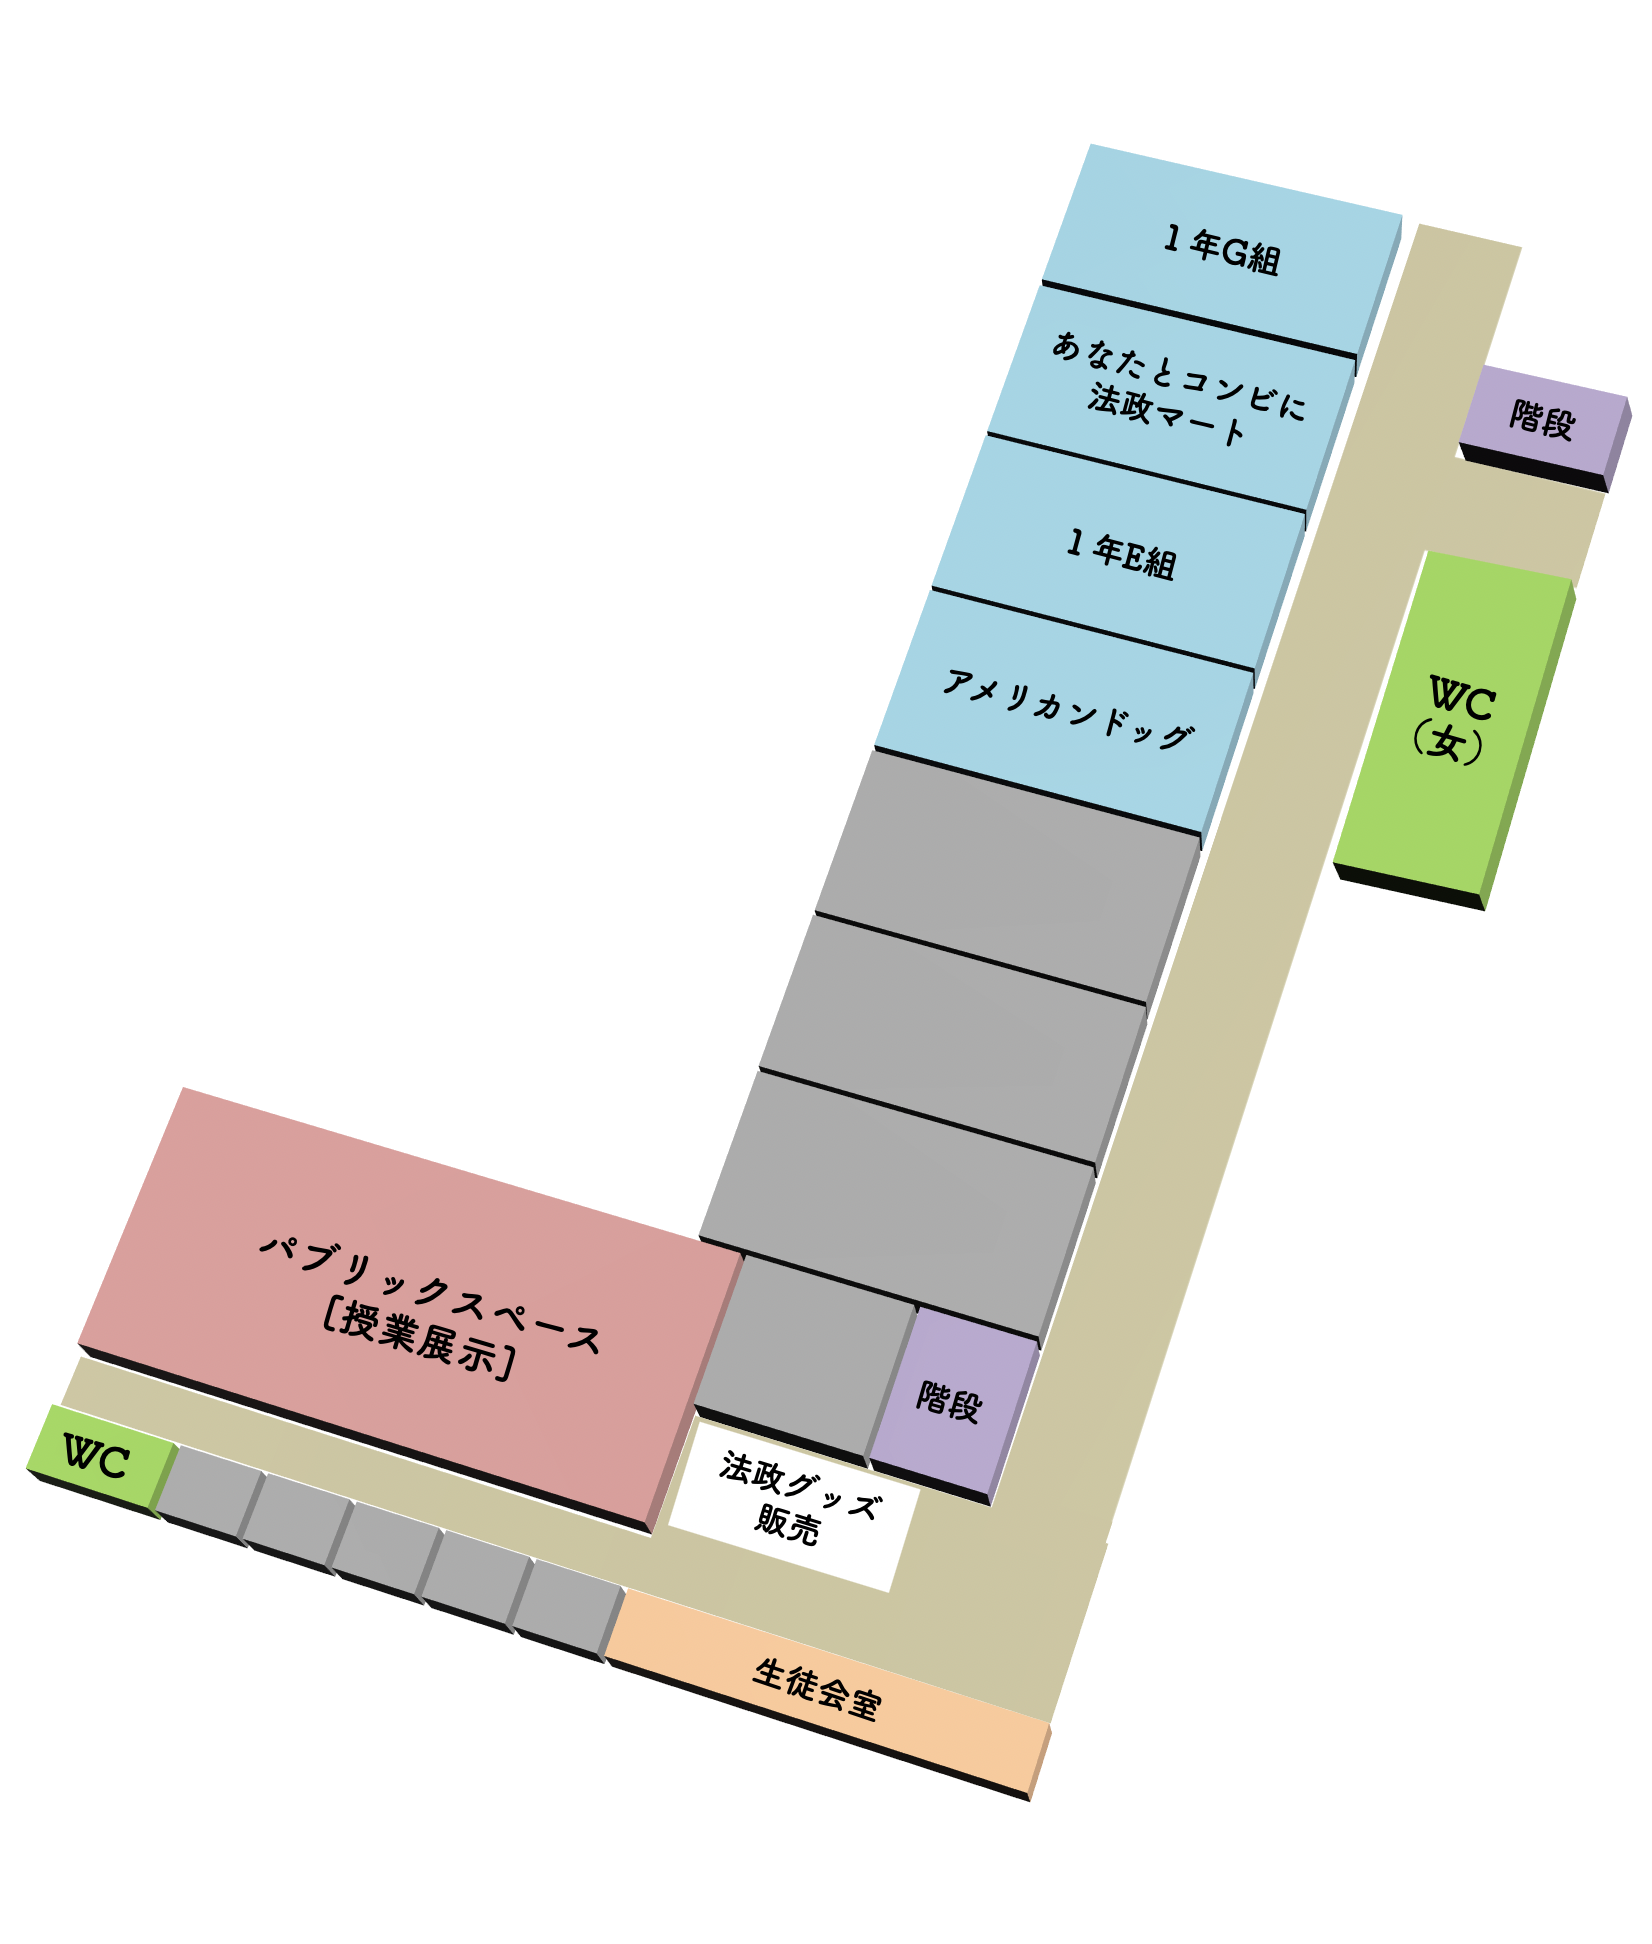 1年G組
あなたとコンビに
法政マート
階段
1年E組
アメリカンドッグ
WC
(女)
パブリックスペース
[授業展示]
階段
WC
法政グッズ
販売
生徒会室